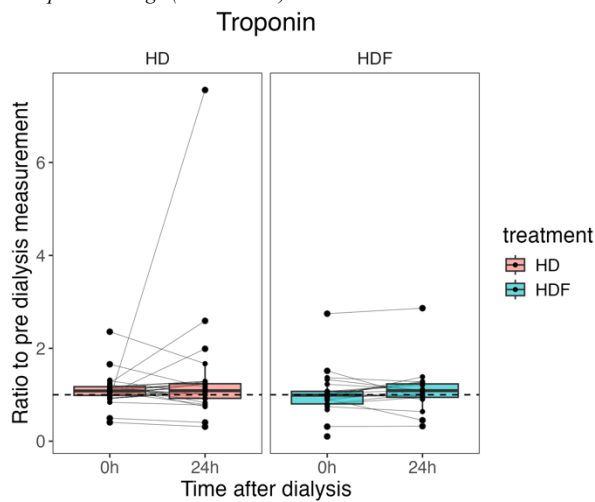 Troponin
HD
HDF
Ratio to pre dialysis measurement
6
4
2
0
0h
24h
0h
24h
Time after dialysis
treatment
HD
HDF